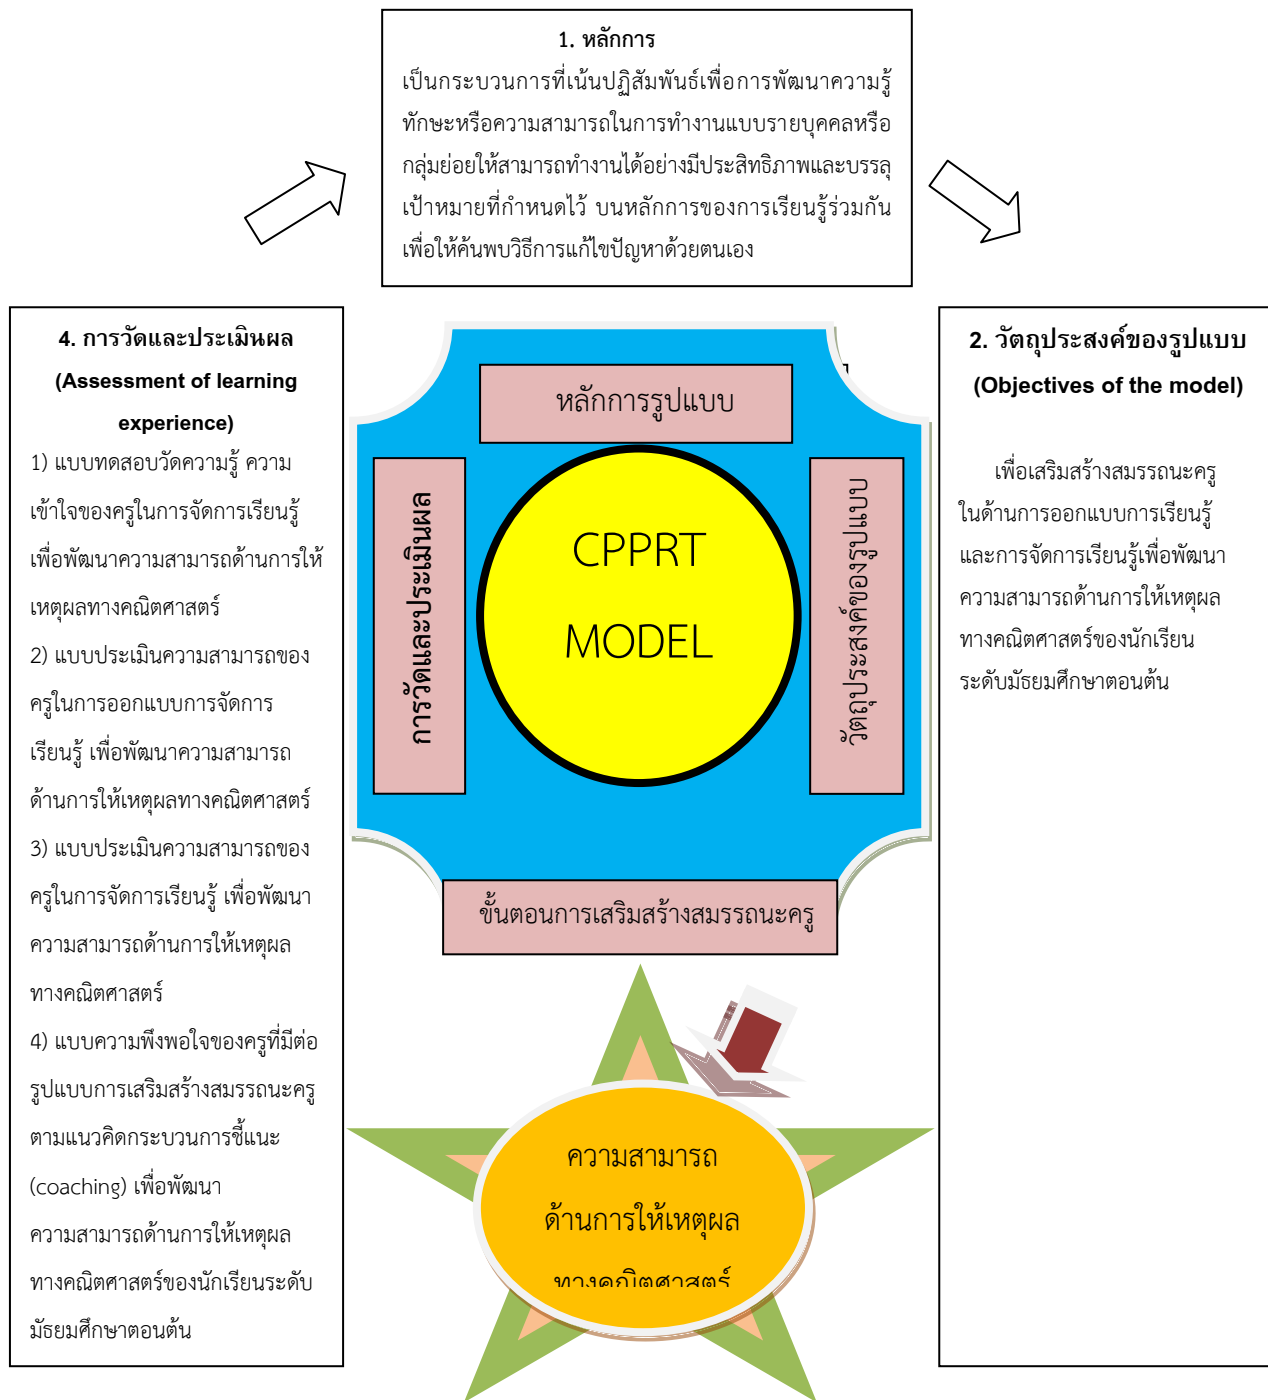 1. หลักการ
เป็นกระบวนการที่เน้นปฏิสัมพันธ์เพื่อการพัฒนาความรู้
ทักษะหรือความสามารถในการทำงานแบบรายบุคคลหรือ
กลุ่มย่อยให้สามารถทำงานได้อย่างมีประสิทธิภาพและบรรลุ
เป้าหมายที่กำหนดไว้ บนหลักการของการเรียนรู้ร่วมกัน
เพื่อให้ค้นพบวิธีการแก้ไขปัญหาด้วยตนเอง
4. การวัดและประเมินผล
(Assessment of learning
experience)
1) แบบทดสอบวัดความรู้ ความ
เข้าใจของครูในการจัดการเรียนรู้
เพื่อพัฒนาความสามารถด้านการให้
เหตุผลทางคณิตศาสตร์
2) แบบประเมินความสามารถของ
ครูในการออกแบบการจัดการ
เรียนรู้ เพื่อพัฒนาความสามารถ
ด้านการให้เหตุผลทางคณิตศาสตร์
3) แบบประเมินความสามารถของ
ครูในการจัดการเรียนรู้ เพื่อพัฒนา
ความสามารถด้านการให้เหตุผล
ทางคณิตศาสตร์
4) แบบความพึงพอใจของครูที่มีต่อ
รูปแบบการเสริมสร้างสมรรถนะครู
ตามแนวคิดกระบวนการชี้แนะ
(coaching) เพื่อพัฒนา
ความสามารถด้านการให้เหตุผล
ทางคณิตศาสตร์ของนักเรียนระดับ
มัธยมศึกษาตอนต้น
หลักการรูปแบบ
การวัดและประเมินผล
CPPRT
MODEL
วัตถุประสงค์ของรูปแบบ
ขั้นตอนการเสริมสร้างสมรรถนะครู
ความสามารถ
ด้านการให้เหตุผล
ทางคณิตศาสตร์
2. วัตถุประสงค์ของรูปแบบ
(Objectives of the model)
เพื่อเสริมสร้างสมรรถนะครู
ในด้านการออกแบบการเรียนรู้
และการจัดการเรียนรู้เพื่อพัฒนา
ความสามารถด้านการให้เหตุผล
ทางคณิตศาสตร์ของนักเรียน
ระดับมัธยมศึกษาตอนต้น